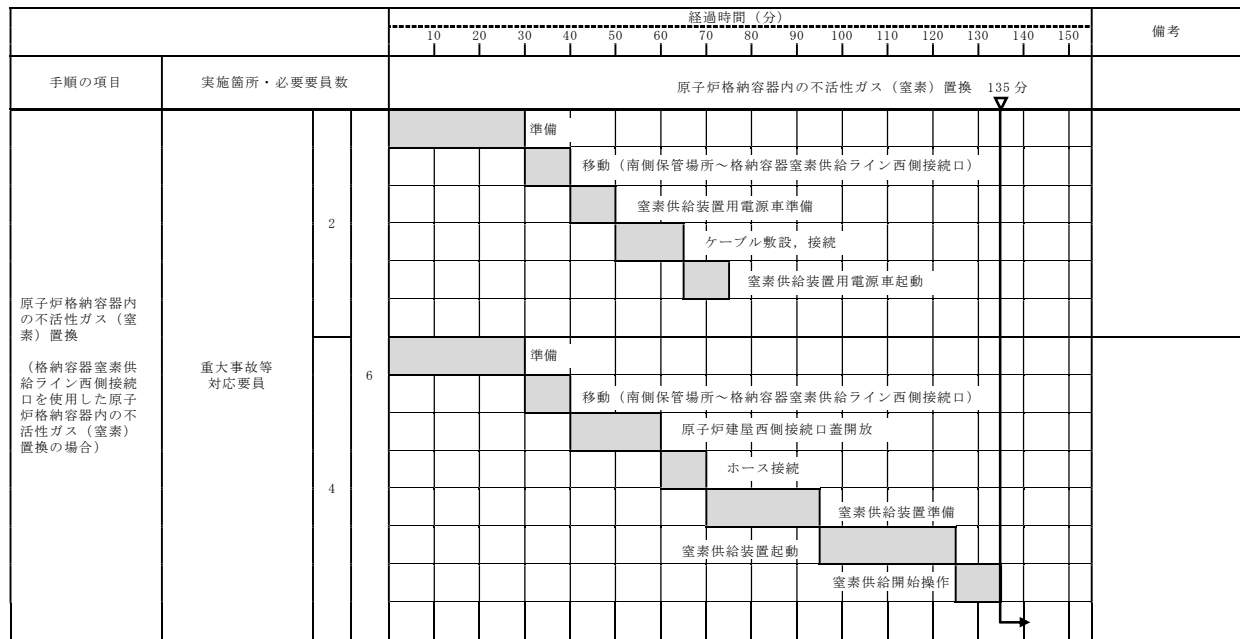 経過時間（分）
備考
10 20 30 40 50 60 70 80 90 100 110 120 130 140 150
手順の項目
実施箇所・必要要員数
原子炉格納容器内の不活性ガス（窒素）置換 135分
準備
移動（南側保管場所～格納容器窒素供給ライン西側接続口）
窒素供給装置用電源車準備
2
ケーブル敷設，接続
窒素供給装置用電源車起動
原子炉格納容器内
の不活性ガス（窒
素）置換
（格納容器窒素供
給ライン西側接続
口を使用した原子
炉格納容器内の不
活性ガス（窒素）
置換の場合）
重大事故等
対応要員
6
準備
移動（南側保管場所～格納容器窒素供給ライン西側接続口）
原子炉建屋西側接続口蓋開放
ホース接続
4
窒素供給装置準備
窒素供給装置起動
窒素供給開始操作